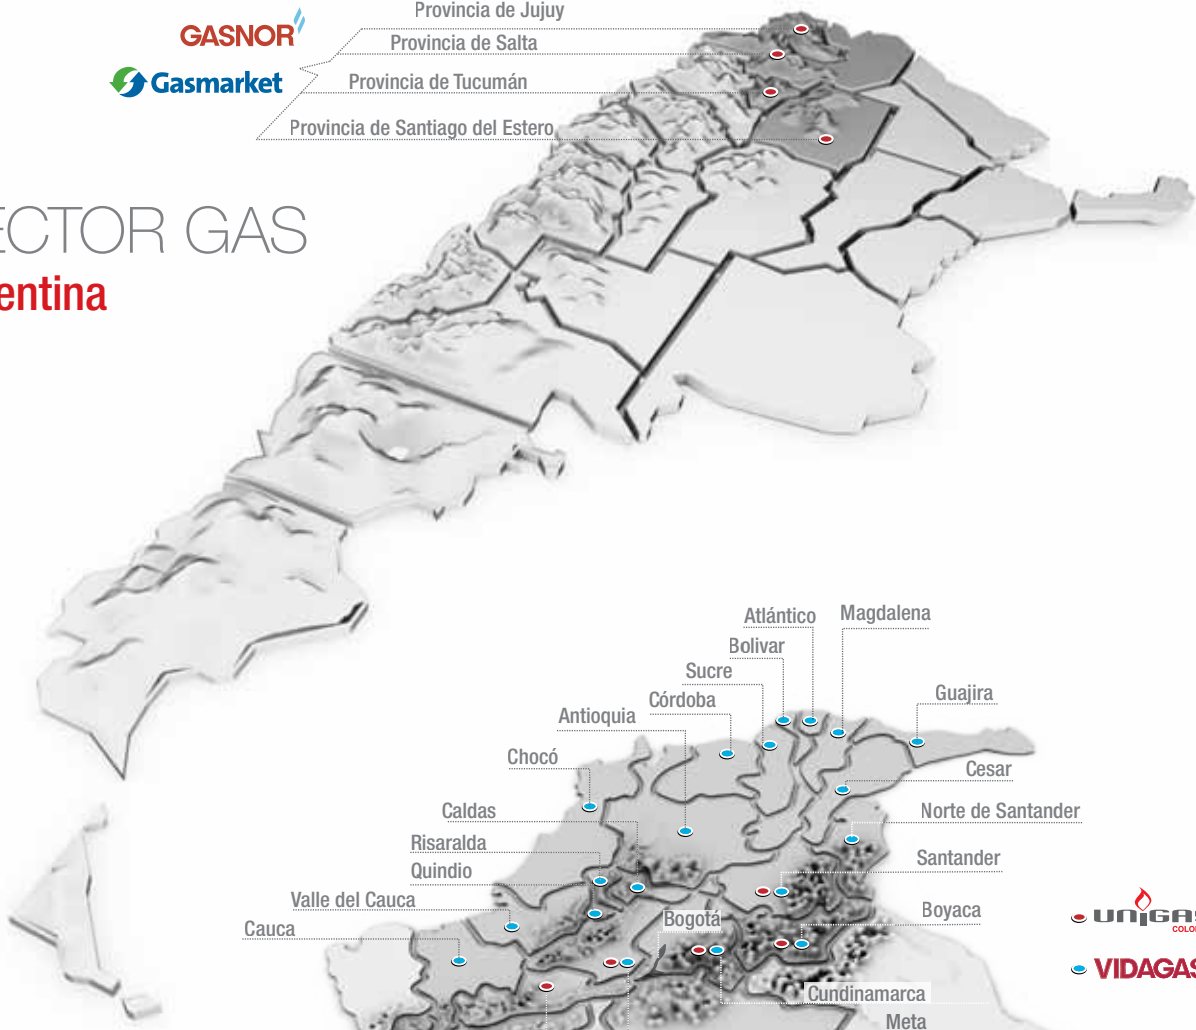 Provincia de Jujuy
GASNOR
Provincia de Salta
Gasmarket
Provincia de Tucumán
Provincia de Santiago del Estero
ECTOR GAS
entina
Atlántico
Magdalena
Bolivar
Sucre
Guajira
Córdoba
Antioquia
Chocó
Cesar
Caldas
Norte de Santander
Risaralda
Santander
Quindio
Valle del Cauca
Boyaca
Bogotá
UNIGAS
COLO
Cauca
VIDAGAS
Cundinamarca
Meta